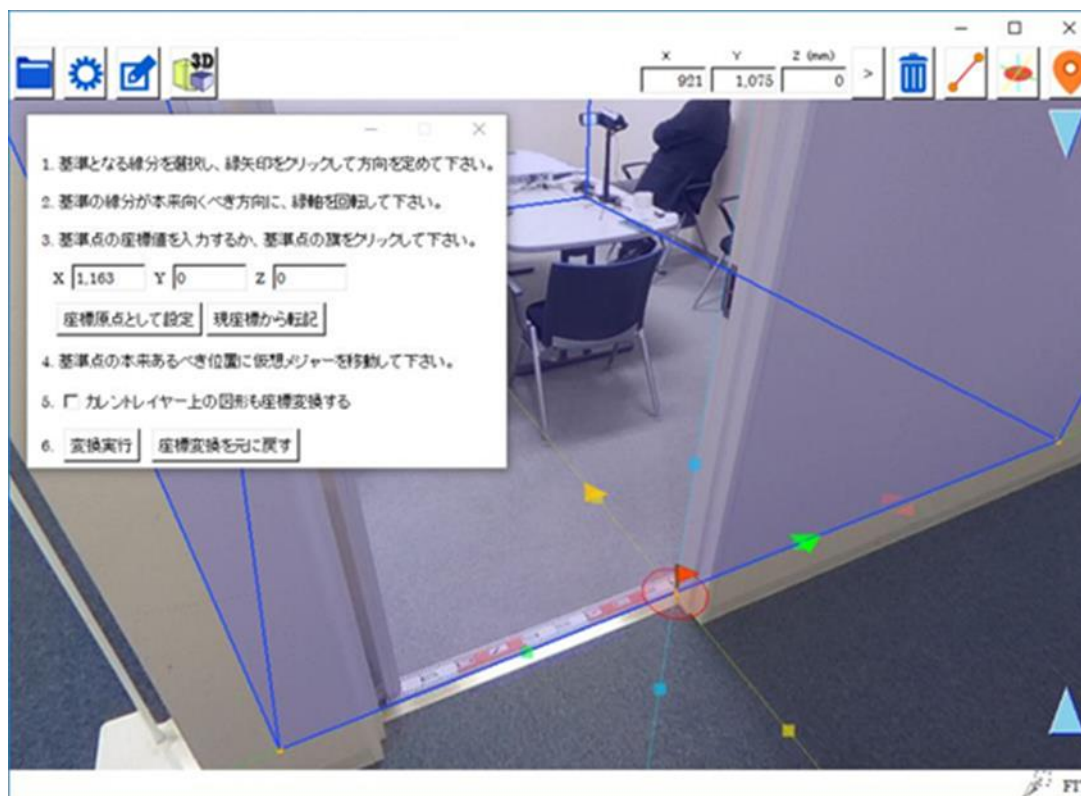 3D
X Y Z (mm)
921 1,075 0 >
1. 基準となる線分を選択し、緑矢印をクリックして方向を定めて下さい。
2. 基準の線分が本来向くべき方向に、緑軸を回転して下さい。
3. 基準点の座標値を入力するか、基準点の旗をクリックして下さい。
X 1,163 Y 0 Z 0
座標原点として設定 現座標から転記
4. 基準点の本来あるべき位置に仮想メジャーを移動して下さい。
5. カレントレイヤー上の図形も座標変換する
6. 変換実行 座標変換を元に戻す